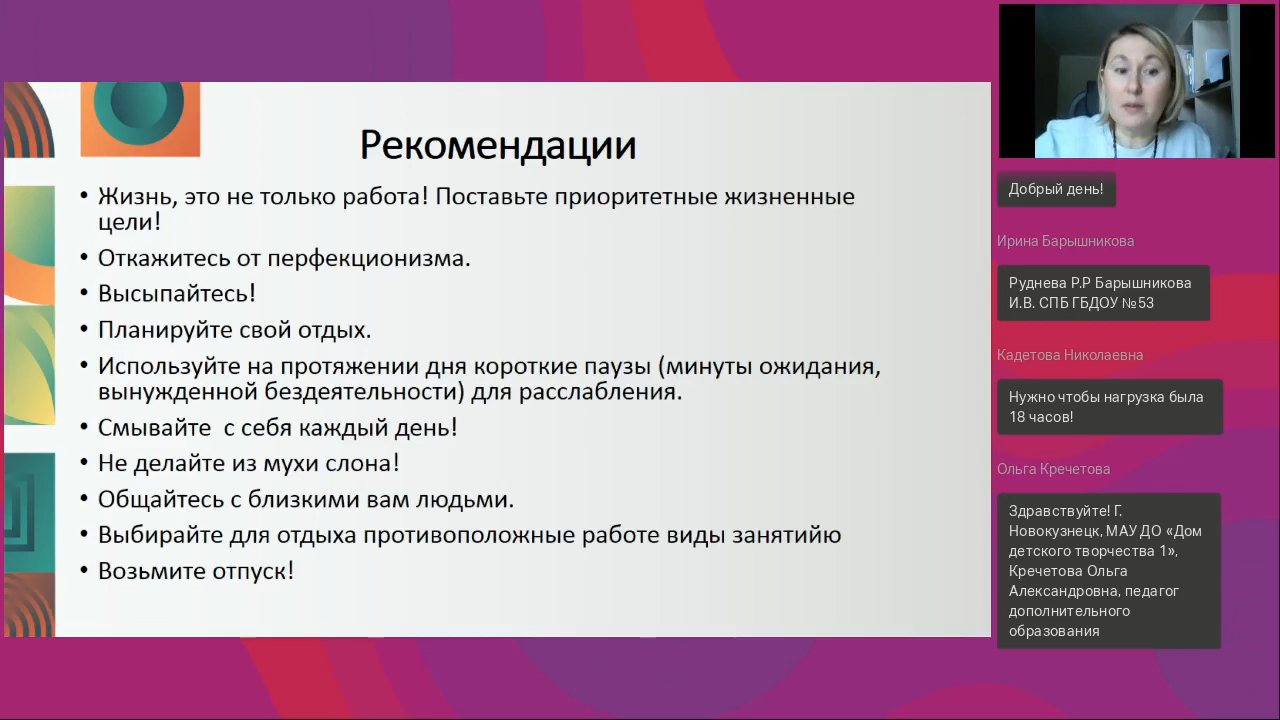 Рекомендации
• Жизнь, это не только работа! Поставьте приоритетные жизненные
цели!
• Откажитесь от перфекционизма.
• Высыпайтесь!
• Планируйте свой отдых.
• Используйте на протяжении дня короткие паузы (минуты ожидания,
вынужденной бездеятельности) для расслабления.
• Смывайте  с себя каждый день!
• Не делайте из мухи слона!
• Общайтесь с близкими вам людьми.
• Выбирайте для отдыха противоположные работе виды занятийю
• Возьмите отпуск!
Добрый день!
Ирина Барышникова
Руднева Р.Р Барышникова
И.В. СПБ ГБДОУ №53
Кадетова Николаевна
Нужно чтобы нагрузка была
18 часов!
Ольга Кречетова
Здравствуйте! Г.
Новокузнецк, МАУ ДО «Дом
детского творчества 1»,
Кречетова Ольга
Александровна, педагог
дополнительного
образования